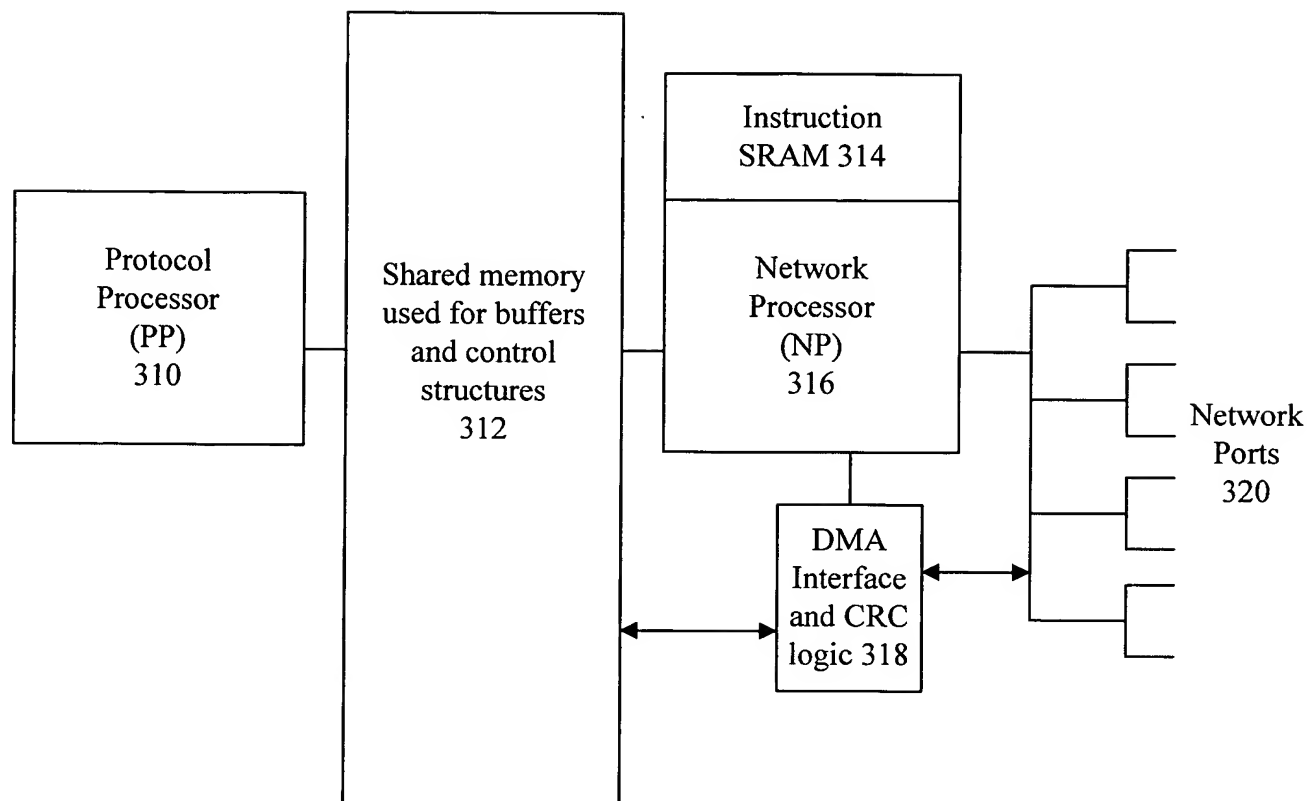 Protocol
Processor
(PP)
310
Shared memory
used for buffers
and control
structures
312
Instruction
SRAM 314
Network
Processor
(NP)
316
DMA
Interface
and CRC
logic 318
Network
Ports
320